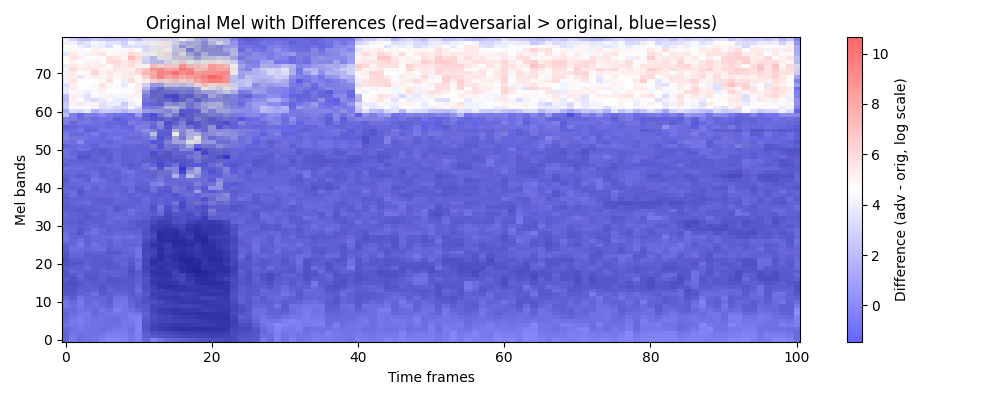 Original Mel with Differences (red=adversarial > original, blue=less)
Mel bands
70
60
50
40
30
20
10
0
0 20 40 60 80 100
Time frames
10
8
6
4
2
0
Difference (adv - orig, log scale)